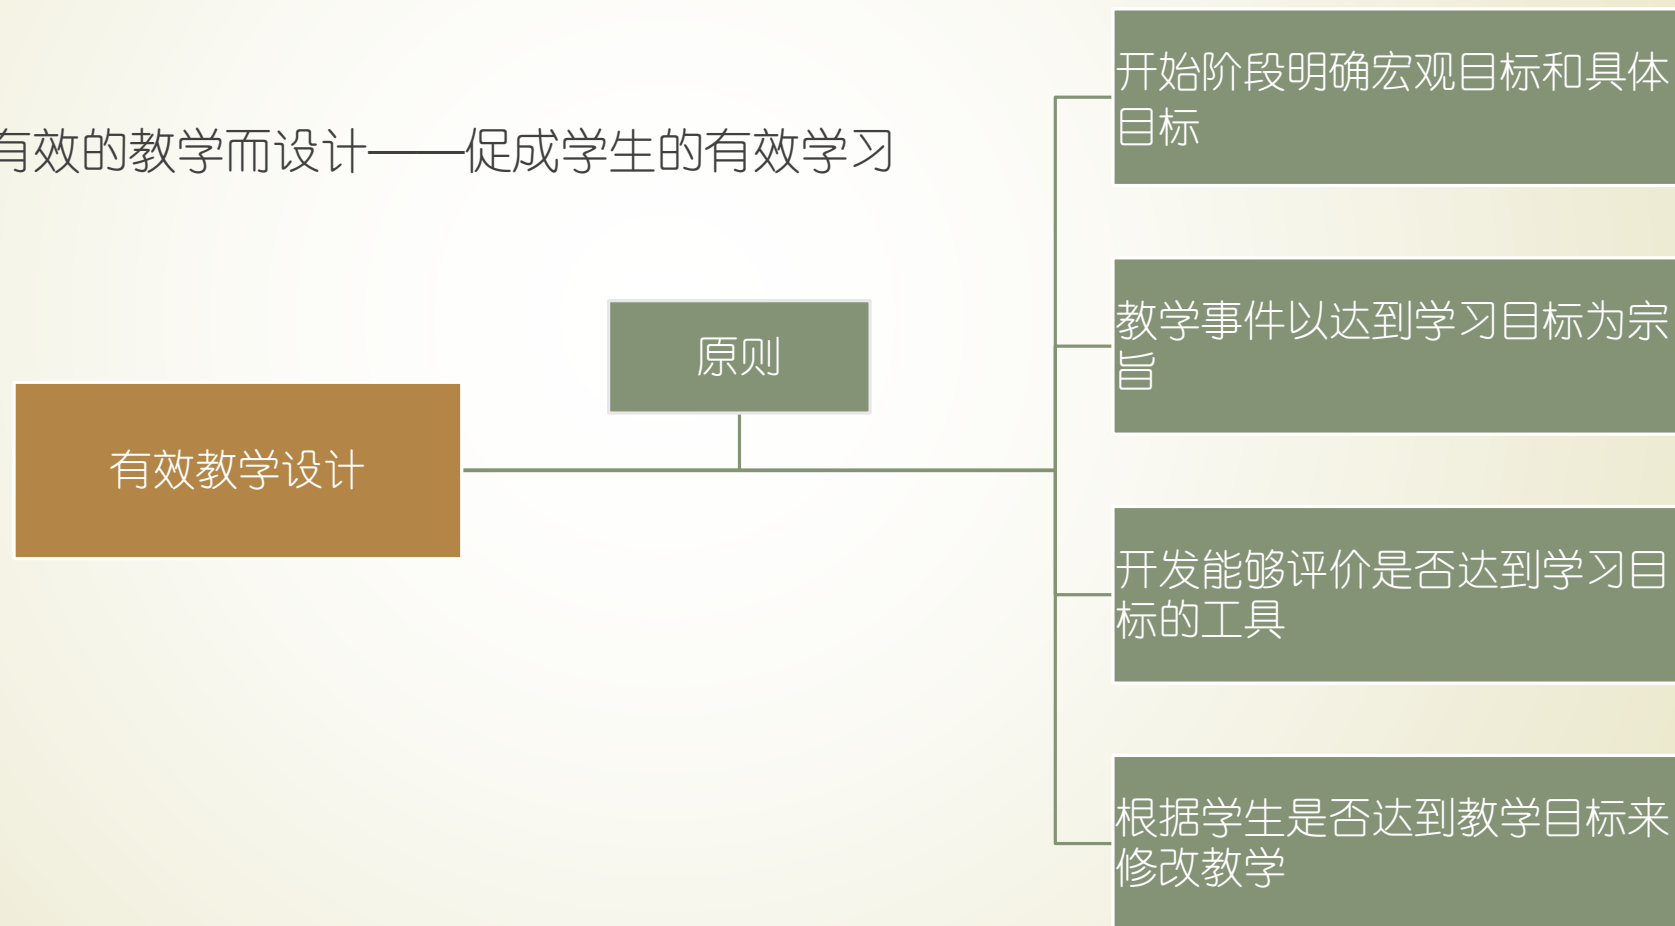 有效的教学而设计——促成学生的有效学习
开始阶段明确宏观目标和具体
目标
教学事件以达到学习目标为宗
旨
原则
有效教学设计
开发能够评价是否达到学习目
标的工具
根据学生是否达到教学目标来
修改教学